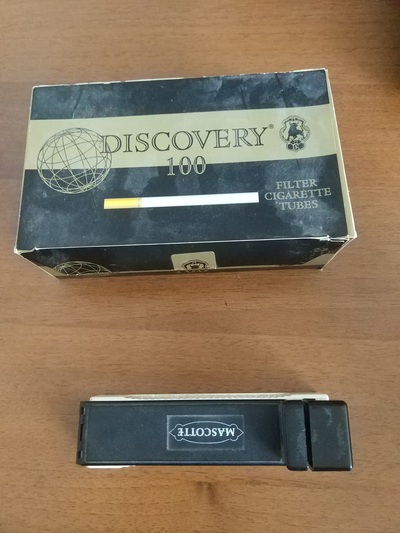 DISCOVERY®
100
FILTER
CIGARETTE
TUBES
MASCOTTE